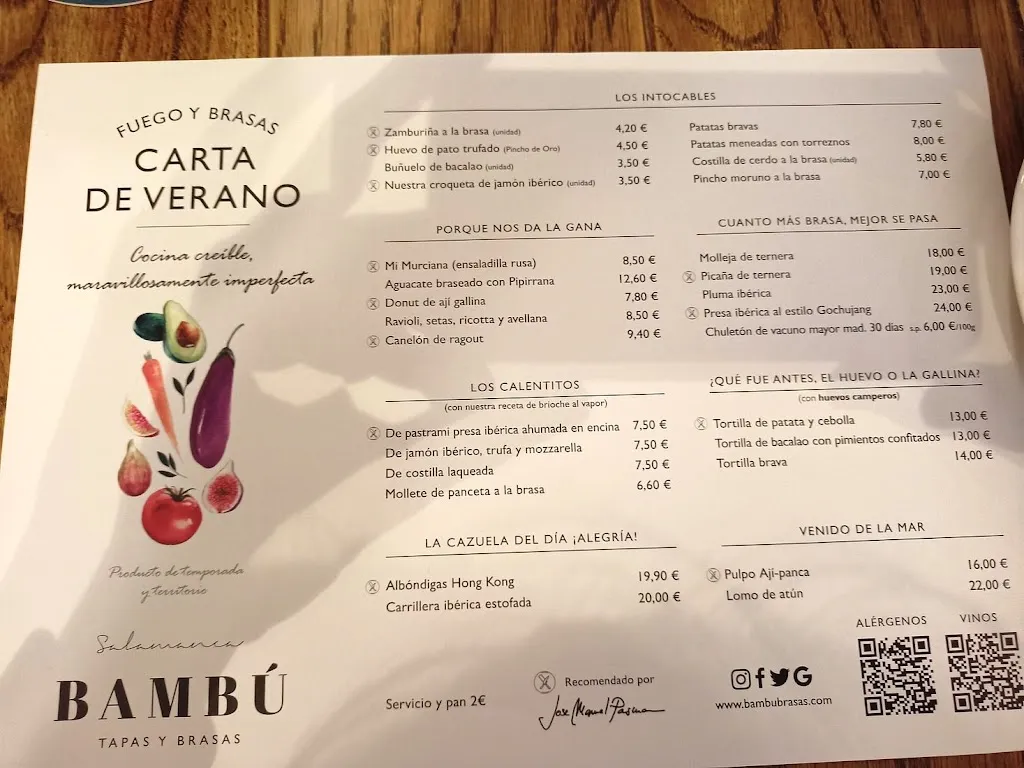 FUEGO Y BRASAS
CARTA
DE VERANO
Cocina creíble,
maravillosamente imperfecta
Producto de temporada
y territorio
Salamanca
BAMBÚ
TAPAS Y BRASAS
LOS INTOCABLES
Zamburiña a la brasa (unidad) 4,20 €
Huevo de pato trufado (Pincho de Oro) 4,50 €
Buñuelo de bacalao (unidad) 3,50 €
Nuestra croqueta de jamón ibérico (unidad) 3,50 €
Patatas bravas 7,80 €
Patatas meneadas con torreznos 8,00 €
Costilla de cerdo a la brasa (unidad) 5,80 €
Pincho moruno a la brasa 7,00 €
PORQUE NOS DA LA GANA
Mi Murciana (ensaladilla rusa) 8,50 €
Aguacate braseado con Pipirrana 12,60 €
Donut de ají gallina 7,80 €
Ravioli, setas, ricotta y avellana 8,50 €
Canelón de ragout 9,40 €
CUANTO MÁS BRASA, MEJOR SE PASA
Molleja de ternera 18,00 €
Picaña de ternera 19,00 €
Pluma ibérica 23,00 €
Presa ibérica al estilo Gochujang 24,00 €
Chuletón de vacuno mayor mad. 30 dias s.p. 6,00 €/100g
LOS CALENTITOS
(con nuestra receta de brioche al vapor)
De pastrami presa ibérica ahumada en encina 7,50 €
De jamón ibérico, trufa y mozzarella 7,50 €
De costilla laqueada 7,50 €
Mollete de panceta a la brasa 6,60 €
¿QUÉ FUE ANTES, EL HUEVO O LA GALLINA?
(con huevos camperos)
Tortilla de patata y cebolla 13,00 €
Tortilla de bacalao con pimientos confitados 13,00 €
Tortilla brava 14,00 €
LA CAZUELA DEL DÍA ¡ALEGRÍA!
Albóndigas Hong Kong 19,90 €
Carrillera ibérica estofada 20,00 €
VENIDO DE LA MAR
Pulpo Aji-panca 16,00 €
Lomo de atún 22,00 €
Servicio y pan 2€
Recomendado por
Jose Manuel Pascua
www.bambubrasas.com
ALÉRGENOS
VINOS